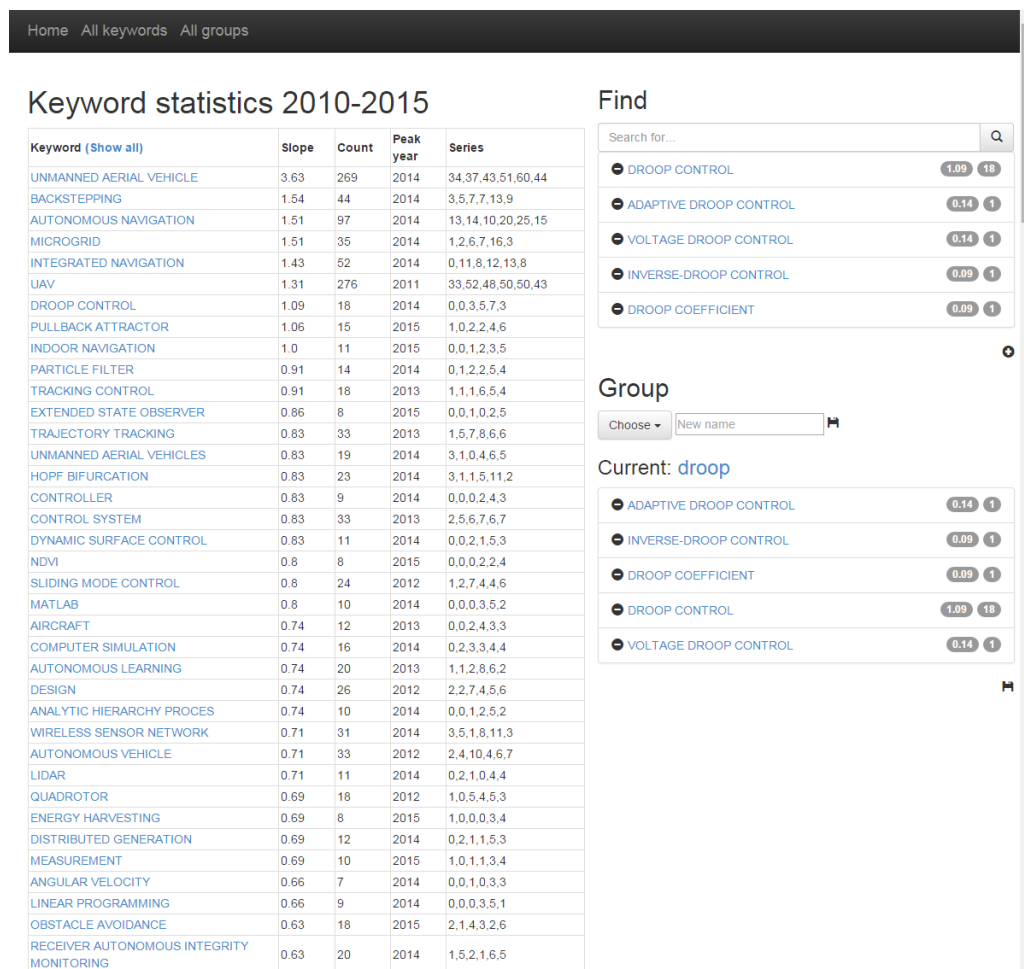 Home All keywords All groups
Keyword statistics 2010-2015
Keyword (Show all) Slope Count Peak year Series
UNMANNED AERIAL VEHICLE 3.63 269 2014 34,37,43,51,60,44
BACKSTEPPING 1.54 44 2014 3,5,7,7,13,9
AUTONOMOUS NAVIGATION 1.51 97 2014 13,14,10,20,25,15
MICROGRID 1.51 35 2014 1,2,6,7,16,3
INTEGRATED NAVIGATION 1.43 52 2014 0,11,8,12,13,8
UAV 1.31 276 2011 33,52,48,50,50,43
DROOP CONTROL 1.09 18 2014 0,0,3,5,7,3
PULLBACK ATTRACTOR 1.06 15 2015 1,0,2,2,4,6
INDOOR NAVIGATION 1.0 11 2015 0,0,1,2,3,5
PARTICLE FILTER 0.91 14 2014 0,1,2,2,5,4
TRACKING CONTROL 0.91 18 2013 1,1,1,6,5,4
EXTENDED STATE OBSERVER 0.86 8 2015 0,0,1,0,2,5
TRAJECTORY TRACKING 0.83 33 2013 1,5,7,8,6,6
UNMANNED AERIAL VEHICLES 0.83 19 2014 3,1,0,4,6,5
HOPF BIFURCATION 0.83 23 2014 3,1,1,5,11,2
CONTROLLER 0.83 9 2014 0,0,0,2,4,3
CONTROL SYSTEM 0.83 33 2013 2,5,6,7,6,7
DYNAMIC SURFACE CONTROL 0.83 11 2014 0,0,2,1,5,3
NDVI 0.8 8 2015 0,0,0,2,2,4
SLIDING MODE CONTROL 0.8 24 2012 1,2,7,4,4,6
MATLAB 0.8 10 2014 0,0,0,3,5,2
AIRCRAFT 0.74 12 2013 0,0,2,4,3,3
COMPUTER SIMULATION 0.74 16 2014 0,2,3,3,4,4
AUTONOMOUS LEARNING 0.74 20 2013 1,1,2,8,6,2
DESIGN 0.74 26 2012 2,2,7,4,5,6
ANALYTIC HIERARCHY PROCES 0.74 10 2014 0,0,1,2,5,2
WIRELESS SENSOR NETWORK 0.71 31 2014 3,5,1,8,11,3
AUTONOMOUS VEHICLE 0.71 33 2012 2,4,10,4,6,7
LIDAR 0.71 11 2014 0,2,1,0,4,4
QUADROTOR 0.69 18 2012 1,0,5,4,5,3
ENERGY HARVESTING 0.69 8 2015 1,0,0,0,3,4
DISTRIBUTED GENERATION 0.69 12 2014 0,2,1,1,5,3
MEASUREMENT 0.69 10 2015 1,0,1,1,3,4
ANGULAR VELOCITY 0.66 7 2014 0,0,1,0,3,3
LINEAR PROGRAMMING 0.66 9 2014 0,0,0,3,5,1
OBSTACLE AVOIDANCE 0.63 18 2015 2,1,4,3,2,6
RECEIVER AUTONOMOUS INTEGRITY
MONITORING 0.63 20 2014 1,5,2,1,6,5
Find
Search for...
DROOP CONTROL 1.09 18
ADAPTIVE DROOP CONTROL 0.14 1
VOLTAGE DROOP CONTROL 0.14 1
INVERSE-DROOP CONTROL 0.09 1
DROOP COEFFICIENT 0.09 1
Group
Choose New name
Current: droop
ADAPTIVE DROOP CONTROL 0.14 1
INVERSE-DROOP CONTROL 0.09 1
DROOP COEFFICIENT 0.09 1
DROOP CONTROL 1.09 18
VOLTAGE DROOP CONTROL 0.14 1